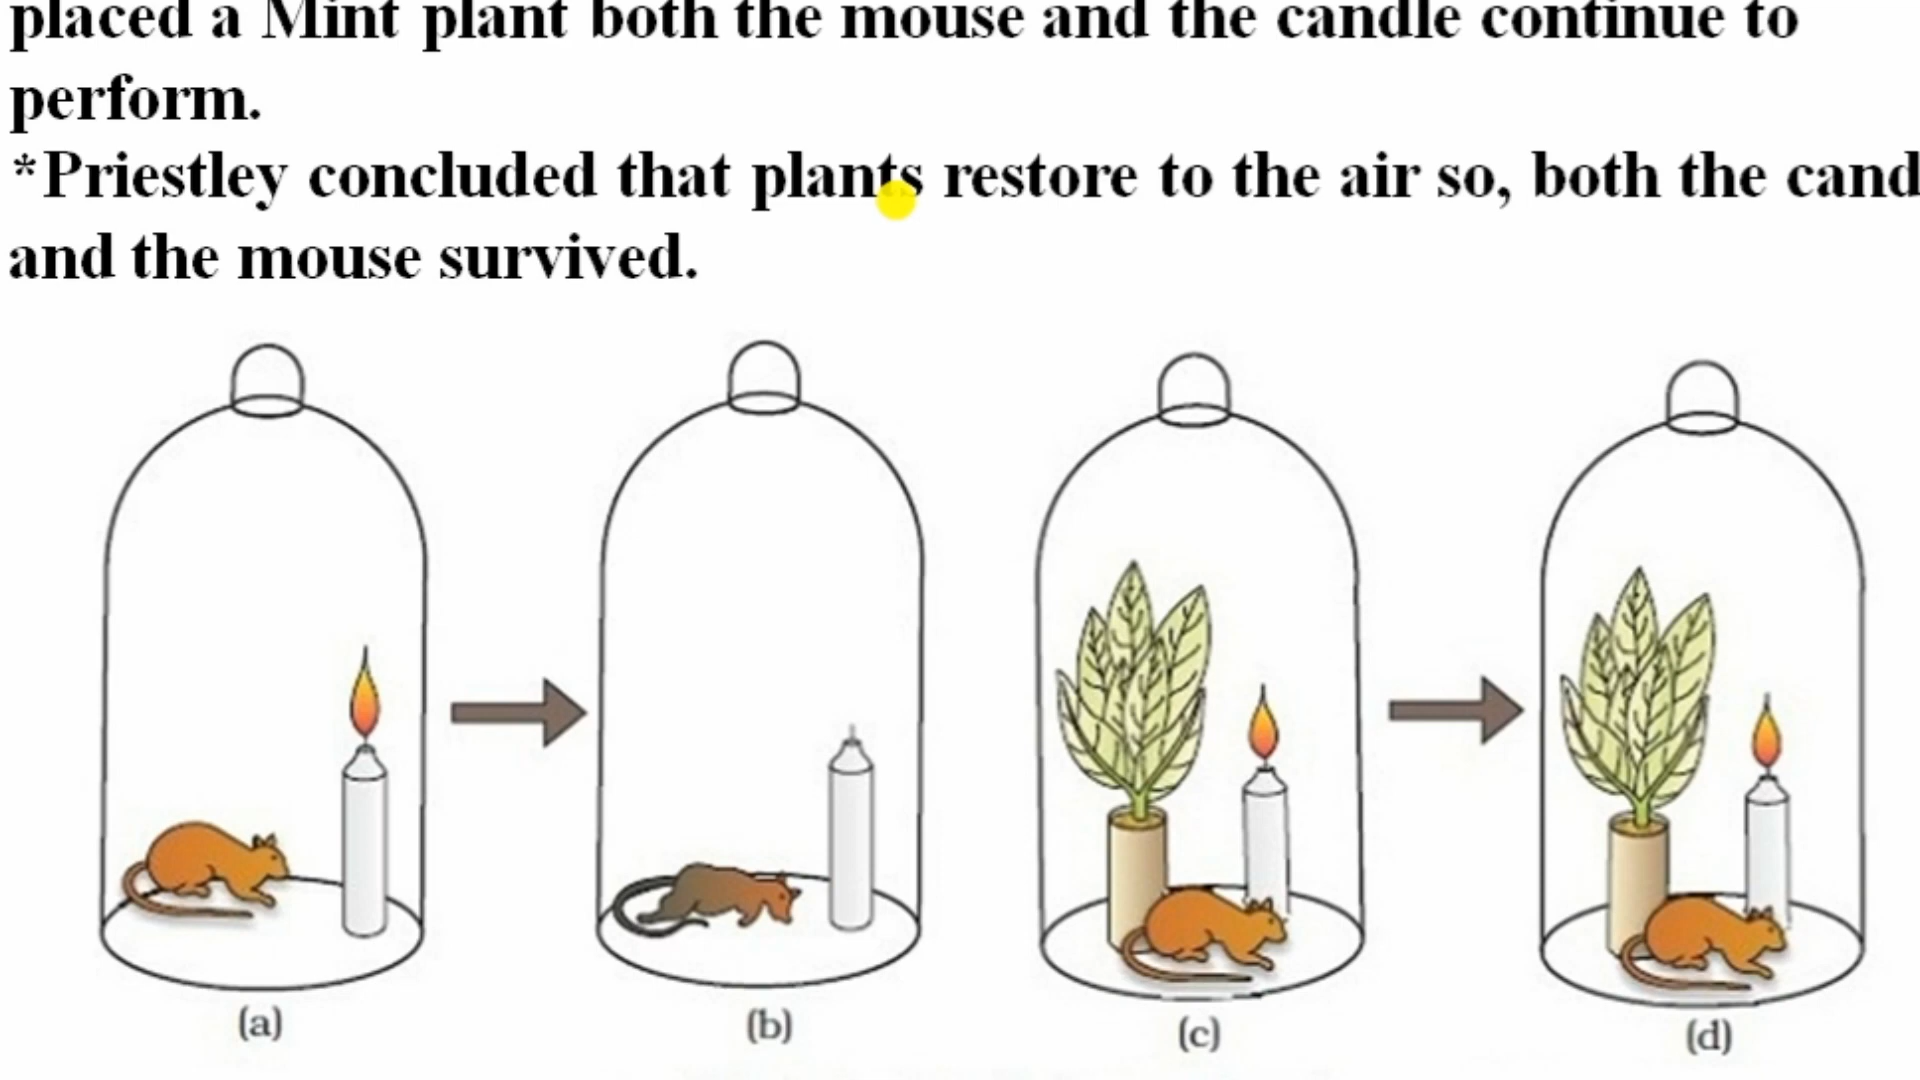 placed a Mint plant both the mouse and the candle continue to
perform.
*Priestley concluded that plants restore to the air so, both the cand
and the mouse survived.
(a)
(b)
(c)
(d)